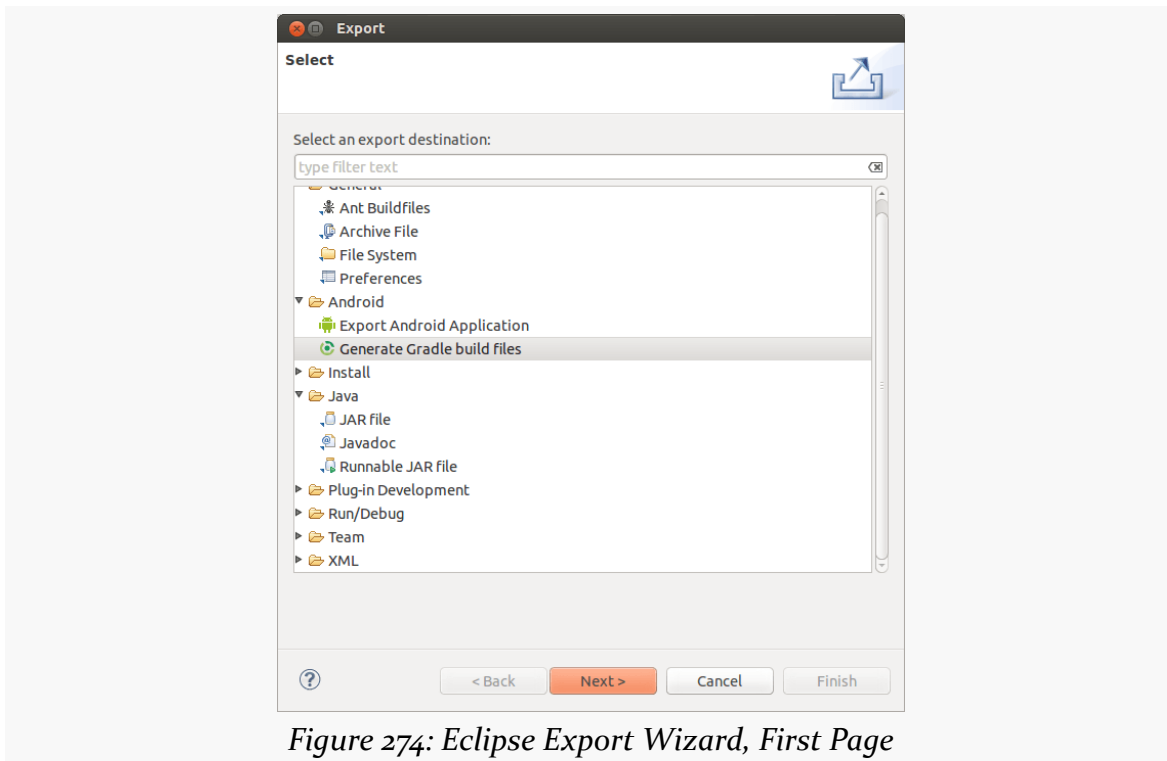 Export
Select
Select an export destination:
type filter text
General
Ant Buildfiles
Archive File
File System
Preferences
Android
Export Android Application
Generate Gradle build files
Install
Java
JAR file
Javadoc
Runnable JAR file
Plug-in Development
Run/Debug
Team
XML
< Back Next > Cancel Finish
Figure 274: Eclipse Export Wizard, First Page